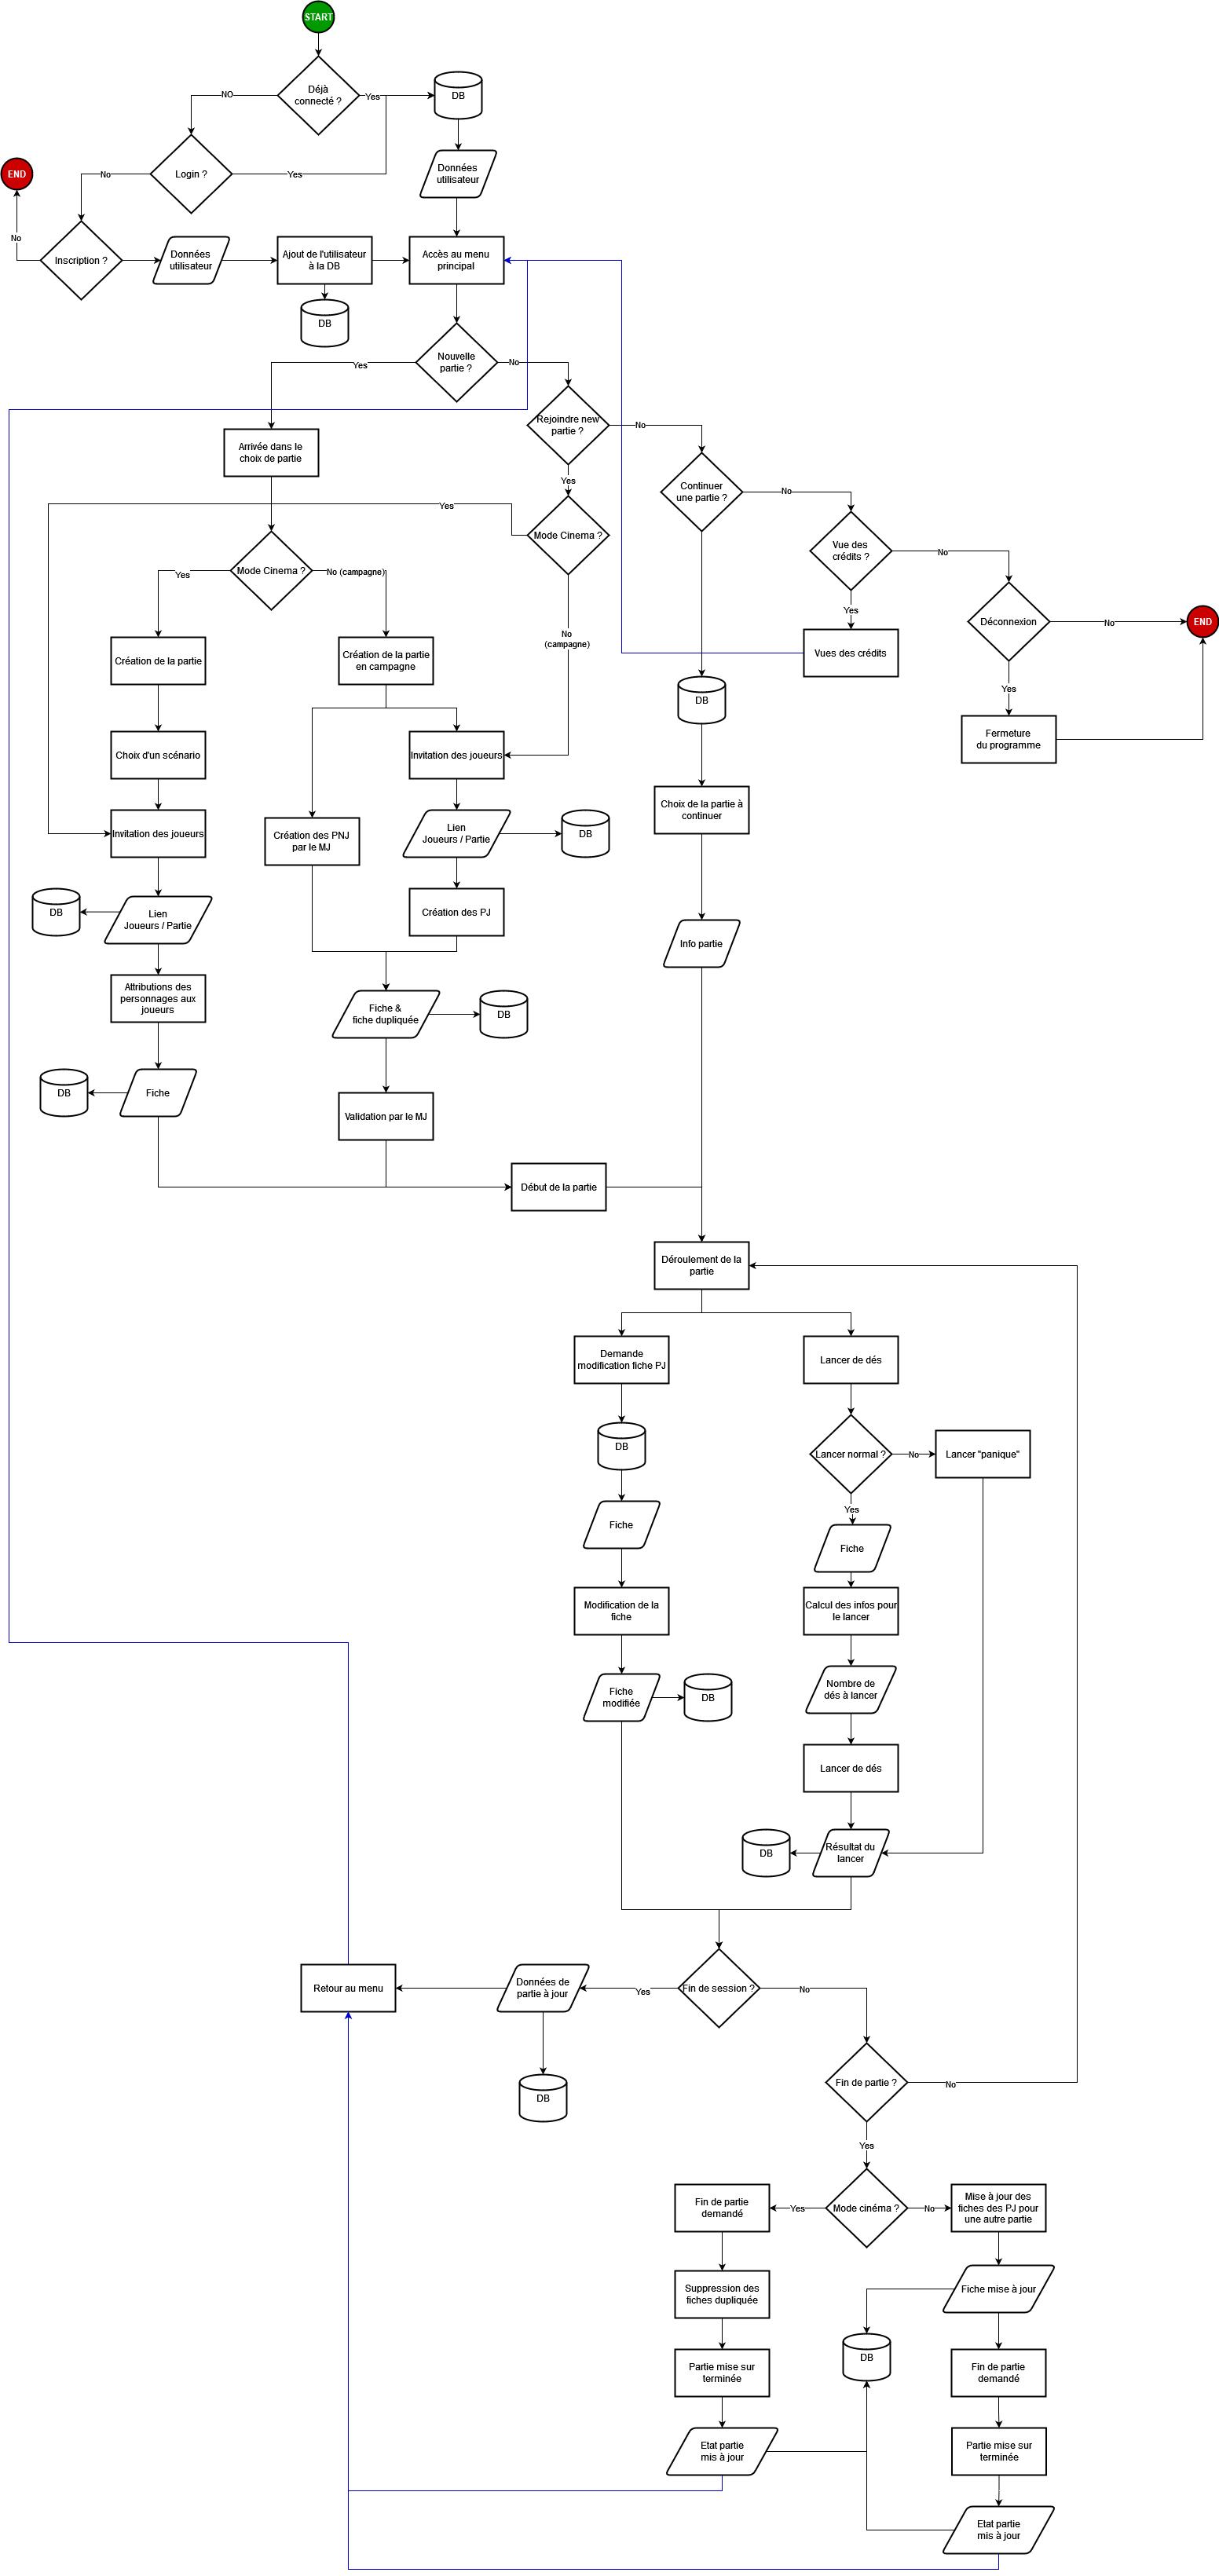 START
Déjà
connecté ?
NO
Yes
DB
Login ?
No
Yes
Données
utilisateur
END
No
Inscription ?
Données
utilisateur
Ajout de l'utilisateur
à la DB
Accès au menu
principal
DB
Nouvelle
partie ?
Yes
No
Rejoindre new
partie ?
No
Yes
Arrivée dans le
choix de partie
Continuer
une partie ?
No
Yes
Mode Cinema ?
Vue des
crédits ?
No
Mode Cinema ?
Yes
No (campagne)
Yes
Déconnexion
No
END
No
(campagne)
Création de la partie
Création de la partie
en campagne
Vues des crédits
Yes
DB
Fermeture
du programme
Choix d'un scénario
Invitation des joueurs
Choix de la partie à
continuer
Invitation des joueurs
Création des PNJ
par le MJ
Lien
Joueurs / Partie
DB
DB
Lien
Joueurs / Partie
Création des PJ
Info partie
Attributions des
personnages aux
joueurs
Fiche &
fiche dupliquée
DB
DB
Fiche
Validation par le MJ
Début de la partie
Déroulement de la
partie
Demande
modification fiche PJ
Lancer de dés
DB
Lancer normal ?
No
Lancer "panique"
Yes
Fiche
Fiche
Modification de la
fiche
Calcul des infos pour
le lancer
Fiche
modifiée
DB
Nombre de
dés à lancer
Lancer de dés
DB
Résultat du
lancer
Retour au menu
Données de
partie à jour
Yes
Fin de session ?
No
DB
Fin de partie ?
No
Yes
Fin de partie
demandé
Yes
Mode cinéma ?
No
Mise à jour des
fiches des PJ pour
une autre partie
Suppression des
fiches dupliquée
Fiche mise à jour
DB
Partie mise sur
terminée
Fin de partie
demandé
Etat partie
mis à jour
Partie mise sur
terminée
Etat partie
mis à jour